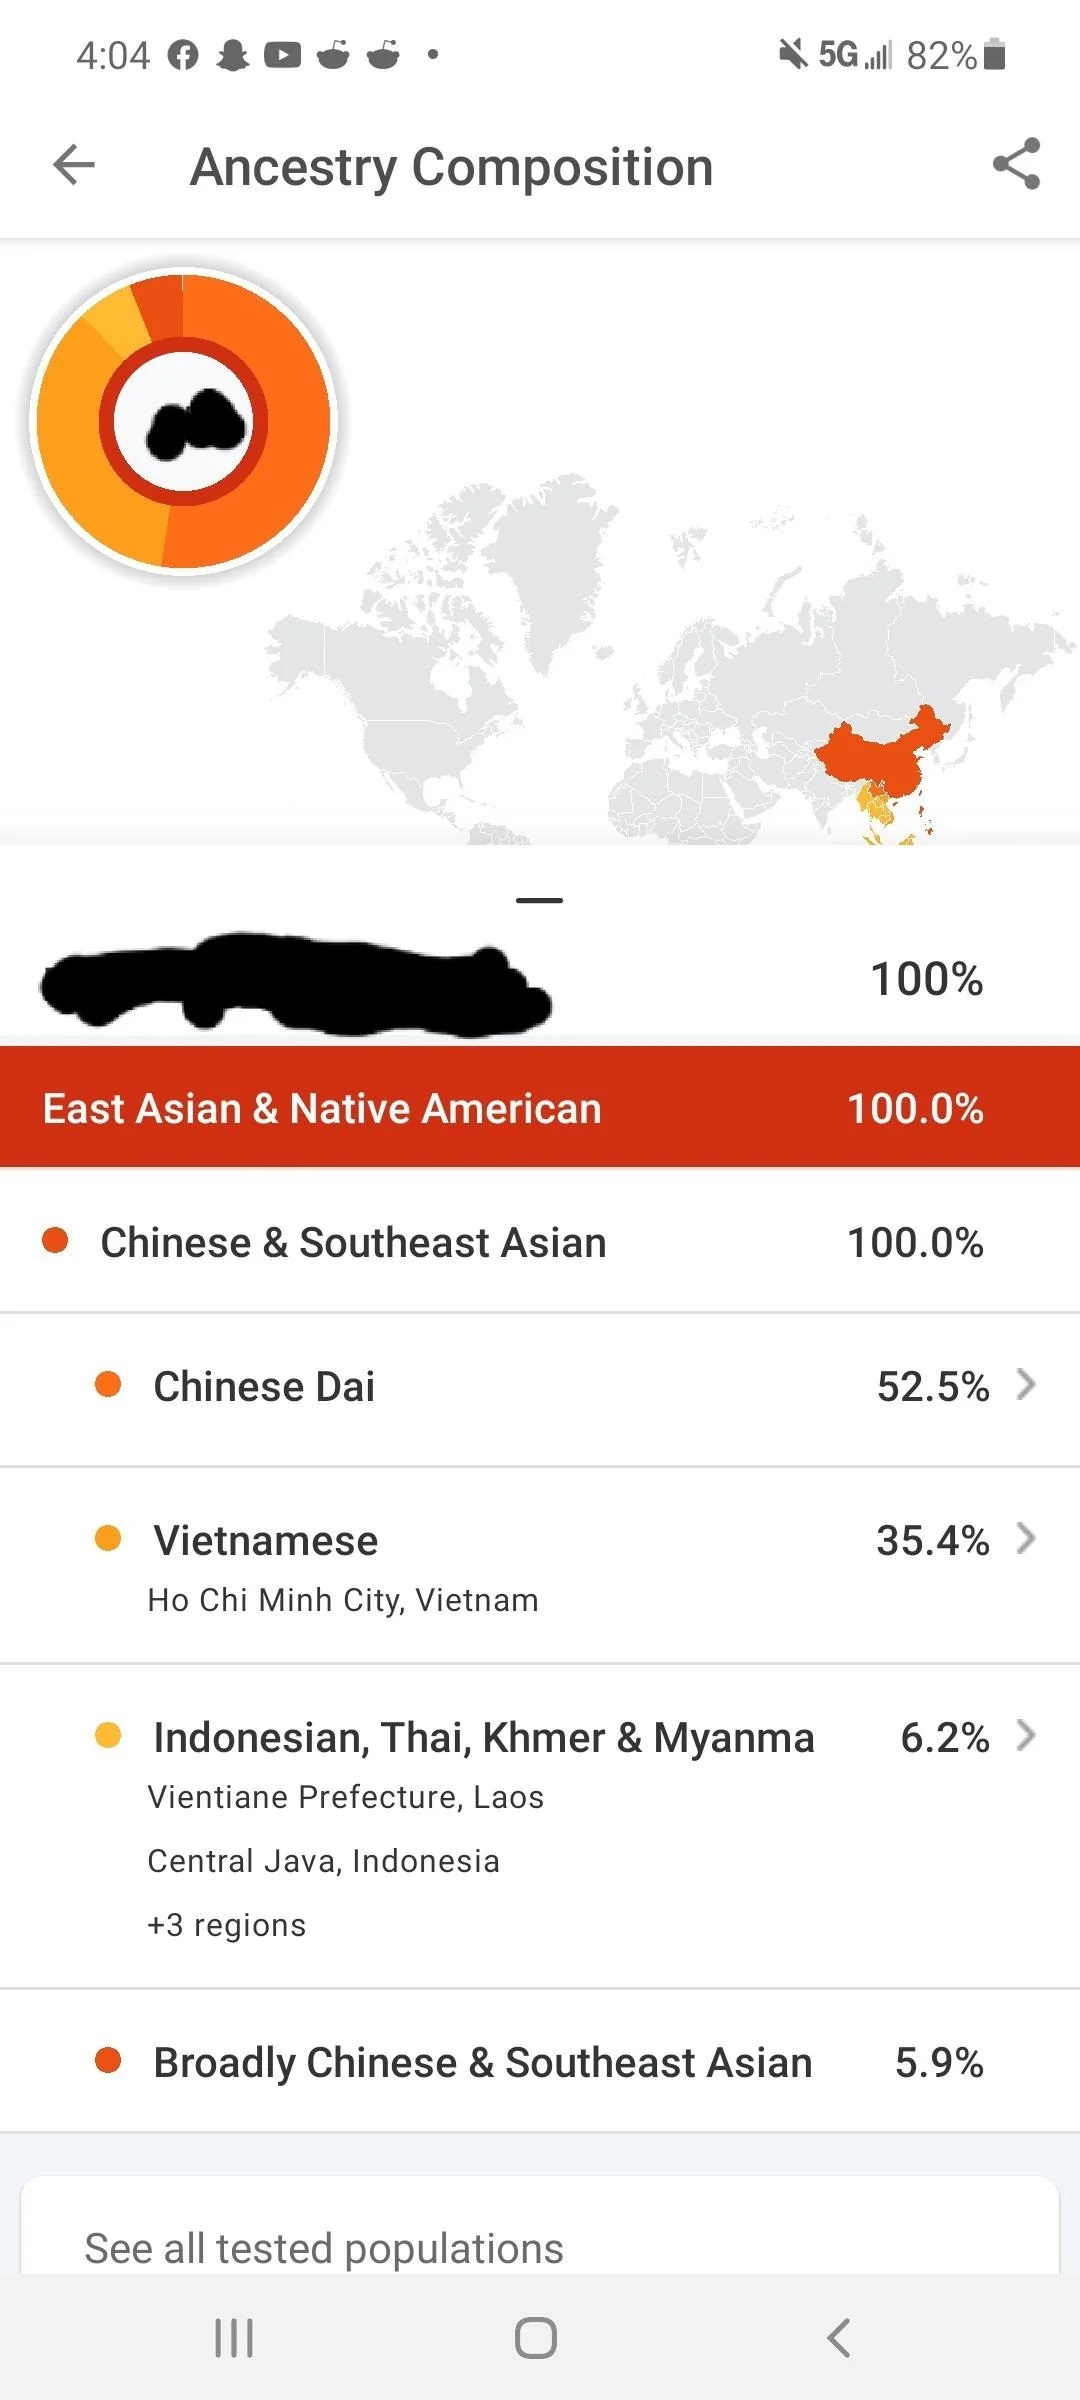 4:04 5G 82%
Ancestry Composition
100%
East Asian & Native American 100.0%
Chinese & Southeast Asian 100.0%
Chinese Dai 52.5%
Vietnamese 35.4%
Ho Chi Minh City, Vietnam
Indonesian, Thai, Khmer & Myanma 6.2%
Vientiane Prefecture, Laos
Central Java, Indonesia
+3 regions
Broadly Chinese & Southeast Asian 5.9%
See all tested populations